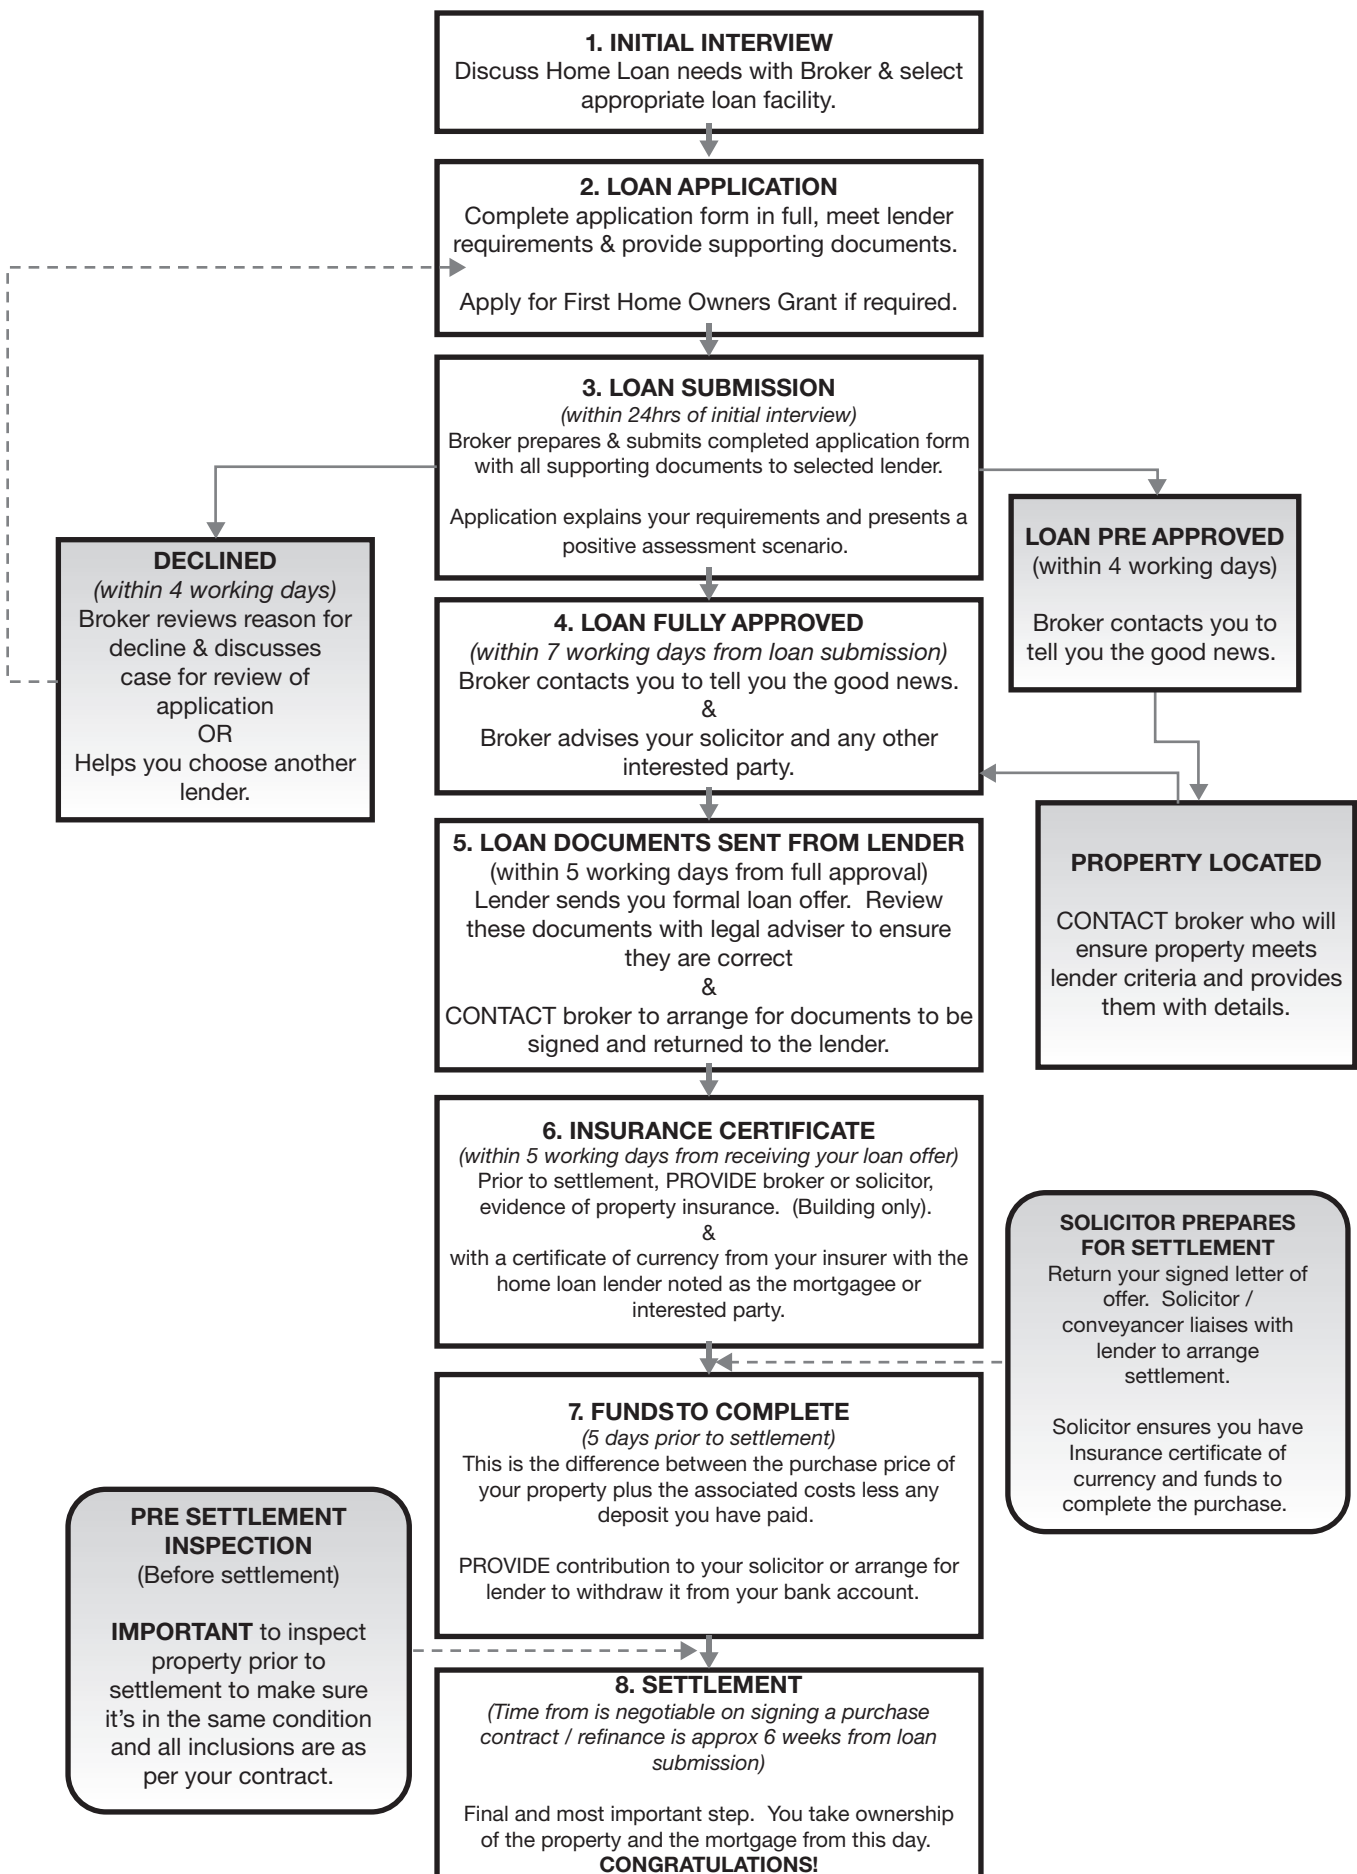 1. INITIAL INTERVIEW
Discuss Home Loan needs with Broker & select
appropriate loan facility.
2. LOAN APPLICATION
Complete application form in full, meet lender
requirements & provide supporting documents.
Apply for First Home Owners Grant if required.
3. LOAN SUBMISSION
(within 24hrs of initial interview)
Broker prepares & submits completed application form
with all supporting documents to selected lender.
Application explains your requirements and presents a
positive assessment scenario.
DECLINED
(within 4 working days)
Broker reviews reason for
decline & discusses
case for review of
application
OR
Helps you choose another
lender.
LOAN PRE APPROVED
(within 4 working days)
Broker contacts you to
tell you the good news.
4. LOAN FULLY APPROVED
(within 7 working days from loan submission)
Broker contacts you to tell you the good news.
&
Broker advises your solicitor and any other
interested party.
PROPERTY LOCATED
CONTACT broker who will
ensure property meets
lender criteria and provides
them with details.
5. LOAN DOCUMENTS SENT FROM LENDER
(within 5 working days from full approval)
Lender sends you formal loan offer. Review
these documents with legal adviser to ensure
they are correct
&
CONTACT broker to arrange for documents to be
signed and returned to the lender.
6. INSURANCE CERTIFICATE
(within 5 working days from receiving your loan offer)
Prior to settlement, PROVIDE broker or solicitor,
evidence of property insurance. (Building only).
&
with a certificate of currency from your insurer with the
home loan lender noted as the mortgagee or
interested party.
SOLICITOR PREPARES
FOR SETTLEMENT
Return your signed letter of
offer. Solicitor /
conveyancer liaises with
lender to arrange
settlement.
Solicitor ensures you have
Insurance certificate of
currency and funds to
complete the purchase.
7. FUNDS TO COMPLETE
(5 days prior to settlement)
This is the difference between the purchase price of
your property plus the associated costs less any
deposit you have paid.
PROVIDE contribution to your solicitor or arrange for
lender to withdraw it from your bank account.
PRE SETTLEMENT
INSPECTION
(Before settlement)
IMPORTANT to inspect
property prior to
settlement to make sure
it's in the same condition
and all inclusions are as
per your contract.
8. SETTLEMENT
(Time from is negotiable on signing a purchase
contract / refinance is approx 6 weeks from loan
submission)
Final and most important step. You take ownership
of the property and the mortgage from this day.
CONGRATULATIONS!